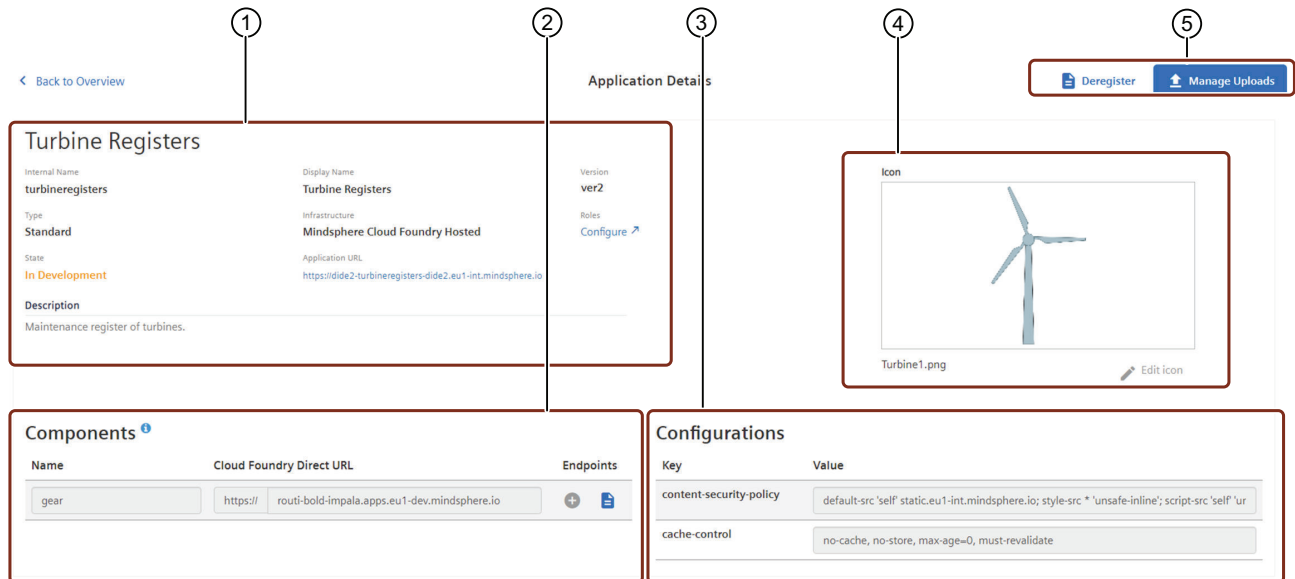 1 2 3 4 5
Back to Overview Application Details Deregister Manage Uploads
Turbine Registers
Internal Name Display Name Version
turbineregisters Turbine Registers ver2
Type Infrastructure Roles
Standard Mindsphere Cloud Foundry Hosted Configure
State Application URL
In Development https://dide2-turbineregisters-dide2.eu1-int.mindsphere.io
Description
Maintenance register of turbines.
Icon
Turbine1.png Edit icon
Components
Name Cloud Foundry Direct URL Endpoints
gear https:// routi-bold-impala.apps.eu1-dev.mindsphere.io
Configurations
Key Value
content-security-policy default-src 'self' static.eu1-int.mindsphere.io; style-src * 'unsafe-inline'; script-src 'self' 'ur
cache-control no-cache, no-store, max-age=0, must-revalidate